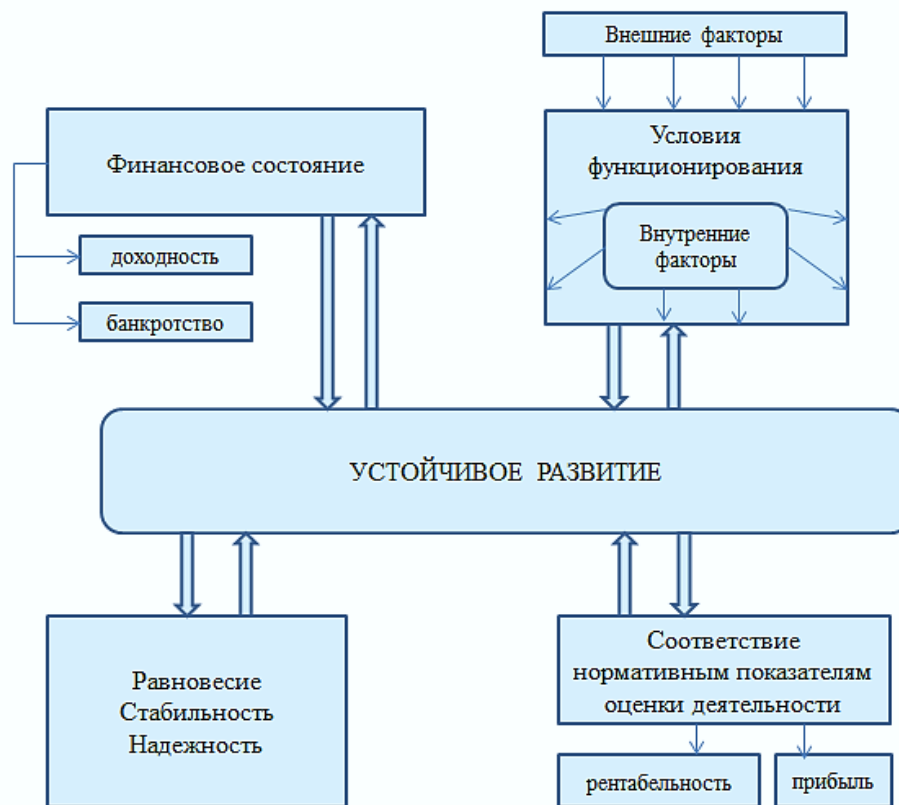 Внешние факторы
Финансовое состояние
Условия
функционирования
Внутренние
факторы
доходность
банкротство
УСТОЙЧИВОЕ РАЗВИТИЕ
Равновесие
Стабильность
Надежность
Соответствие
нормативным показателям
оценки деятельности
рентабельность
прибыль